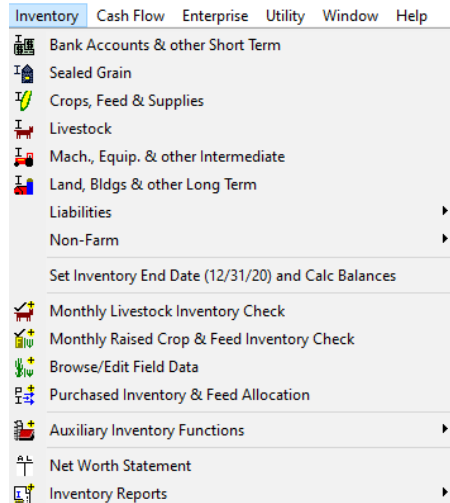 Inventory Cash Flow Enterprise Utility Window Help
Bank Accounts & other Short Term
Sealed Grain
Crops, Feed & Supplies
Livestock
Mach., Equip. & other Intermediate
Land, Bldgs & other Long Term
Liabilities
Non-Farm
Set Inventory End Date (12/31/20) and Calc Balances
Monthly Livestock Inventory Check
Monthly Raised Crop & Feed Inventory Check
Browse/Edit Field Data
Purchased Inventory & Feed Allocation
Auxiliary Inventory Functions
Net Worth Statement
Inventory Reports